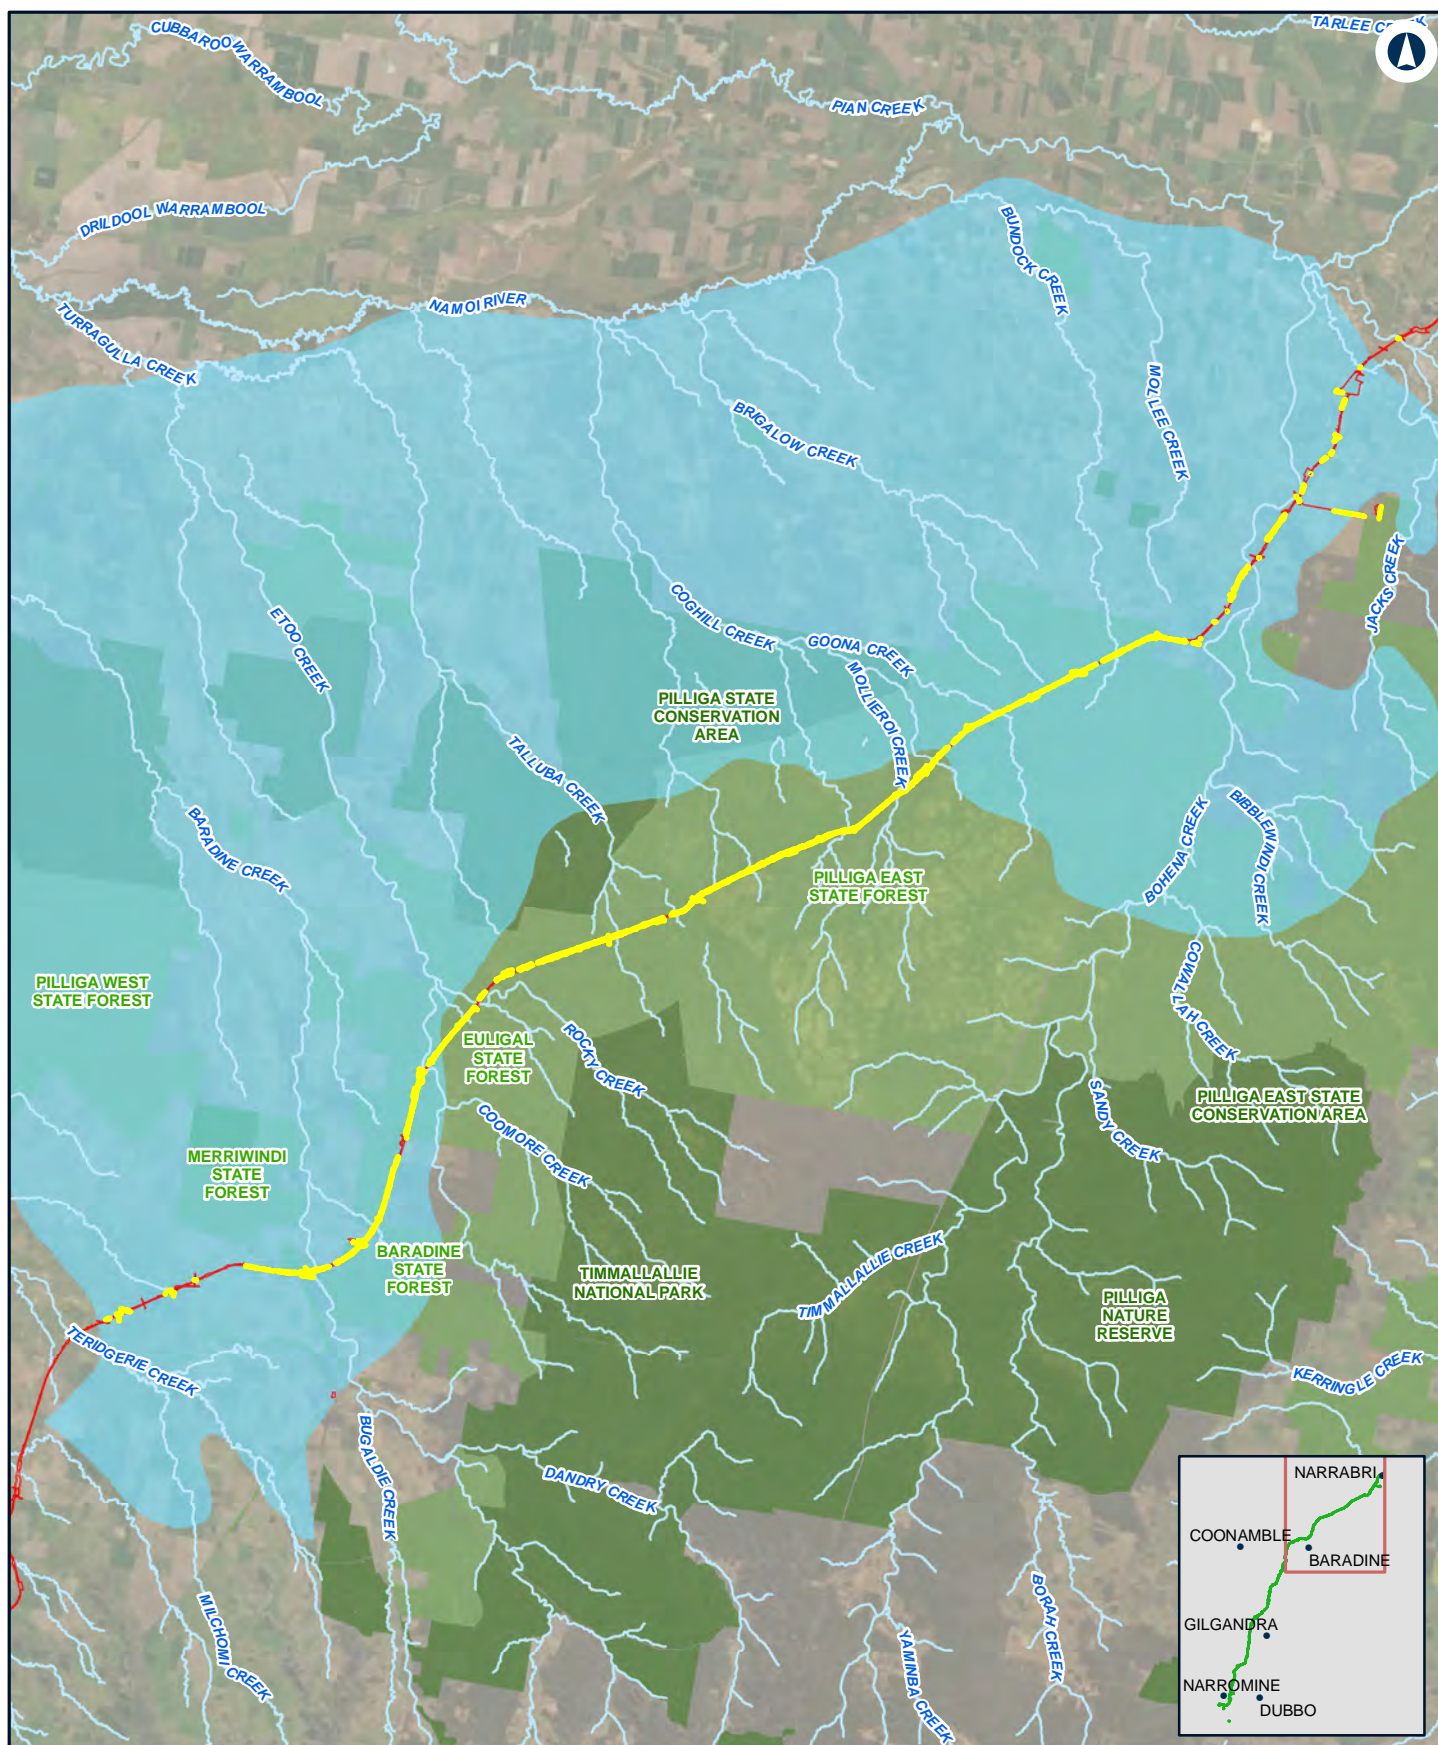 TARLEE CREEK
CUBBAROO WARRAMBOOL
PIAN CREEK
DRILDOOL WARRAMBOOL
BUNDOCK CREEK
NAMOI RIVER
TURRAGULLA CREEK
MOLLEE CREEK
BRIGALOW CREEK
JACKS CREEK
COGHILL CREEK
GOONA CREEK
ETOO CREEK
MOLLIEROI CREEK
PILLIGA STATE
CONSERVATION
AREA
TALLUBA CREEK
BARADINE CREEK
BOHENA CREEK
BIBBLEWINDI CREEK
PILLIGA EAST
STATE FOREST
COWALLAH CREEK
PILLIGA WEST
STATE FOREST
EULIGAL
STATE
FOREST
ROCKY CREEK
SANDY CREEK
PILLIGA EAST STATE
CONSERVATION AREA
COOMORE CREEK
MERRIWINDI
STATE
FOREST
BARADINE
STATE
FOREST
TIMMALLALLIE
NATIONAL PARK
TIMMALLALLIE CREEK
PILLIGA
NATURE
RESERVE
TERIDGERIE CREEK
KERRINGLE CREEK
BUGALDIE CREEK
DANDRY CREEK
MILCHOMI CREEK
YAMINBA CREEK
BORAH CREEK
NARRABRI
COONAMBLE
BARADINE
GILGANDRA
NARROMINE
DUBBO